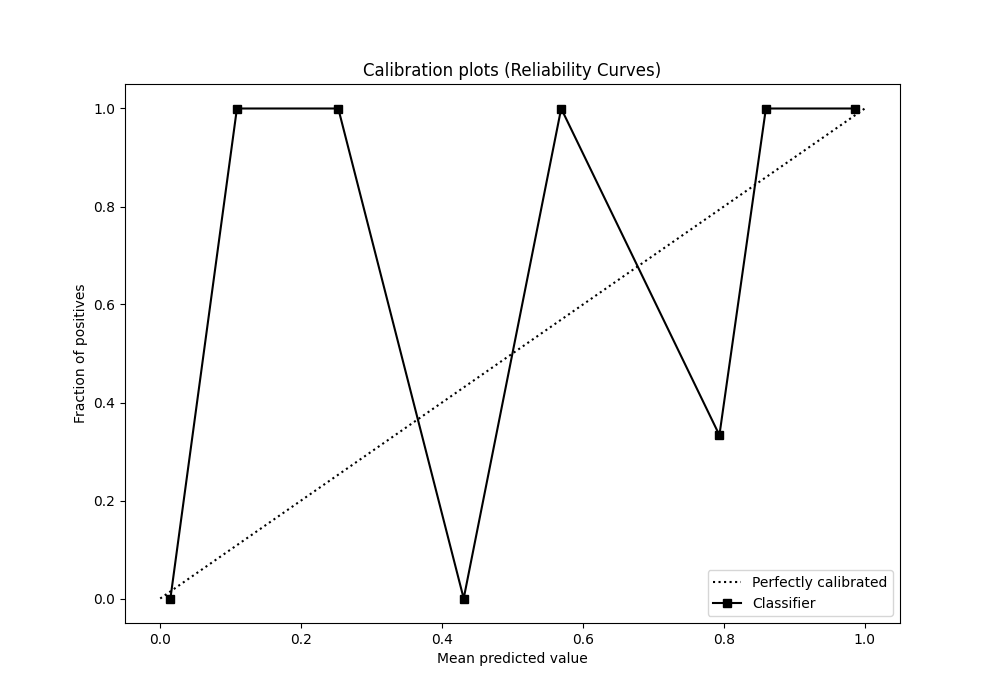 Calibration plots (Reliability Curves)
1.0
0.8
0.6
0.4
0.2
0.0
Fraction of positives
0.0 0.2 0.4 0.6 0.8 1.0
Mean predicted value
Perfectly calibrated
Classifier